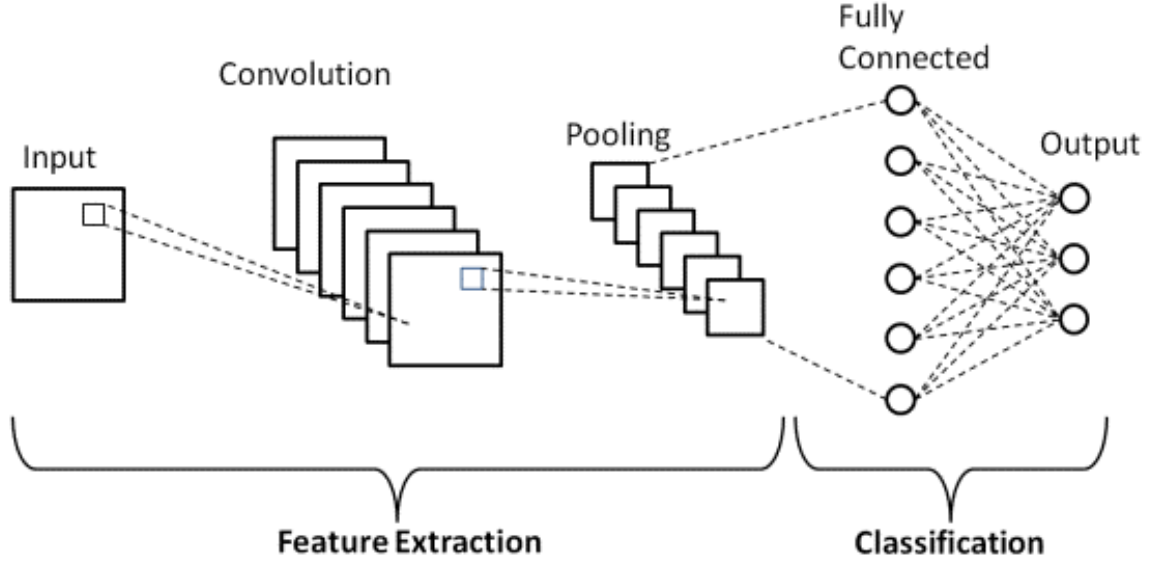 Input
Convolution
Pooling
Fully
Connected
Output
Feature Extraction
Classification